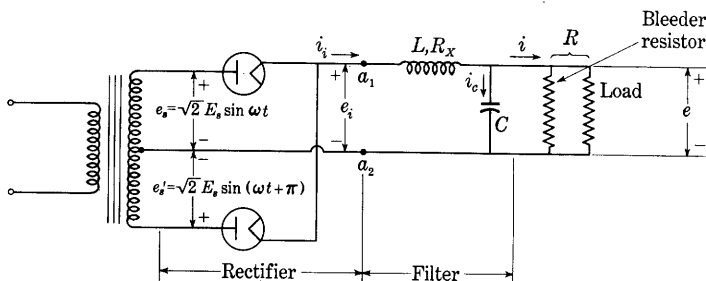 Bleeder
resistor
i_i
L, R_X
i
R
+
+
a_1
i_c
+
+
e_s = √2 E_s sin ωt
e_i
C
Load
e
−
−
−
−
a_2
e_s' = √2 E_s sin (ωt + π)
+
Rectifier
Filter